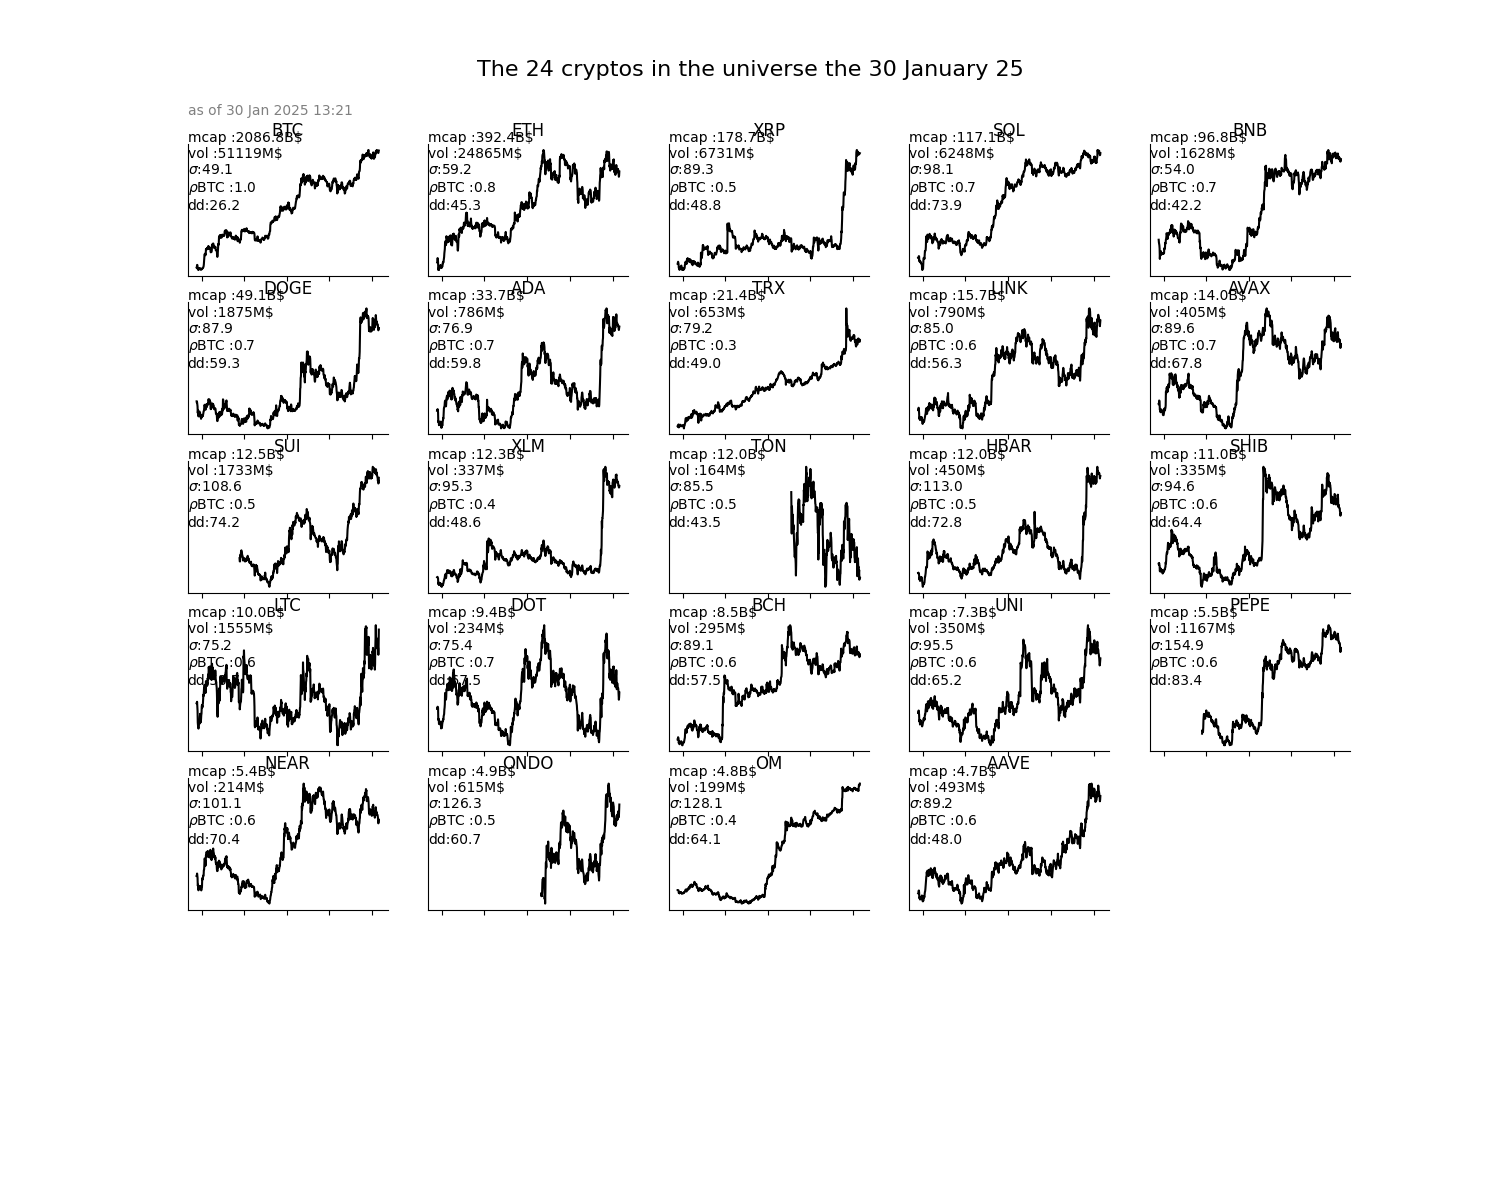 The 24 cryptos in the universe the 30 January 25
as of 30 Jan 2025 13:21
BTC
mcap :2086.8B$
vol :51119M$
σ:49.1
ρBTC :1.0
dd:26.2
ETH
mcap :392.4B$
vol :24865M$
σ:59.2
ρBTC :0.8
dd:45.3
XRP
mcap :178.7B$
vol :6731M$
σ:89.3
ρBTC :0.5
dd:48.8
SOL
mcap :117.1B$
vol :6248M$
σ:98.1
ρBTC :0.7
dd:73.9
BNB
mcap :96.8B$
vol :1628M$
σ:54.0
ρBTC :0.7
dd:42.2
DOGE
mcap :49.1B$
vol :1875M$
σ:87.9
ρBTC :0.7
dd:59.3
ADA
mcap :33.7B$
vol :786M$
σ:76.9
ρBTC :0.7
dd:59.8
TRX
mcap :21.4B$
vol :653M$
σ:79.2
ρBTC :0.3
dd:49.0
LINK
mcap :15.7B$
vol :790M$
σ:85.0
ρBTC :0.6
dd:56.3
AVAX
mcap :14.0B$
vol :405M$
σ:89.6
ρBTC :0.7
dd:67.8
SUI
mcap :12.5B$
vol :1733M$
σ:108.6
ρBTC :0.5
dd:74.2
XLM
mcap :12.3B$
vol :337M$
σ:95.3
ρBTC :0.4
dd:48.6
TON
mcap :12.0B$
vol :164M$
σ:85.5
ρBTC :0.5
dd:43.5
HBAR
mcap :12.0B$
vol :450M$
σ:113.0
ρBTC :0.5
dd:72.8
SHIB
mcap :11.0B$
vol :335M$
σ:94.6
ρBTC :0.6
dd:64.4
LTC
mcap :10.0B$
vol :1555M$
σ:75.2
ρBTC :0.6
DOT
mcap :9.4B$
vol :234M$
σ:75.4
ρBTC :0.7
dd:57.5
BCH
mcap :8.5B$
vol :295M$
σ:89.1
ρBTC :0.6
dd:57.5
UNI
mcap :7.3B$
vol :350M$
σ:95.5
ρBTC :0.6
dd:65.2
PEPE
mcap :5.5B$
vol :1167M$
σ:154.9
ρBTC :0.6
dd:83.4
NEAR
mcap :5.4B$
vol :214M$
σ:101.1
ρBTC :0.6
dd:70.4
ONDO
mcap :4.9B$
vol :615M$
σ:126.3
ρBTC :0.5
dd:60.7
OM
mcap :4.8B$
vol :199M$
σ:128.1
ρBTC :0.4
dd:64.1
AAVE
mcap :4.7B$
vol :493M$
σ:89.2
ρBTC :0.6
dd:48.0